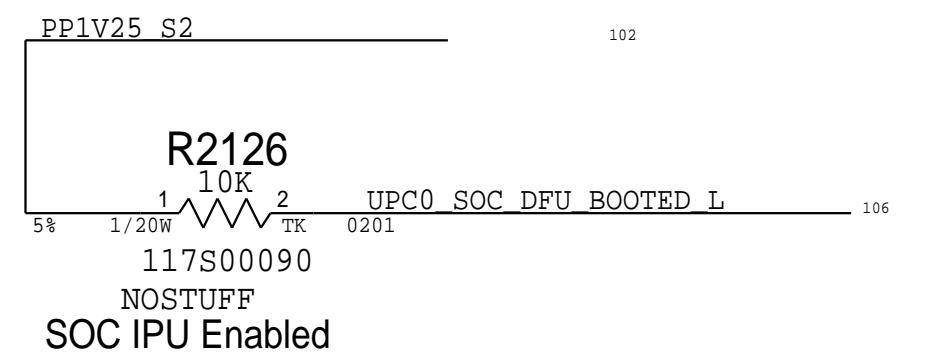 PP1V25_S2
102
R2126
10K
1 2 UPC0_SOC_DFU_BOOTED_L 106
5% 1/20W TK 0201
117S00090
NOSTUFF
SOC IPU Enabled